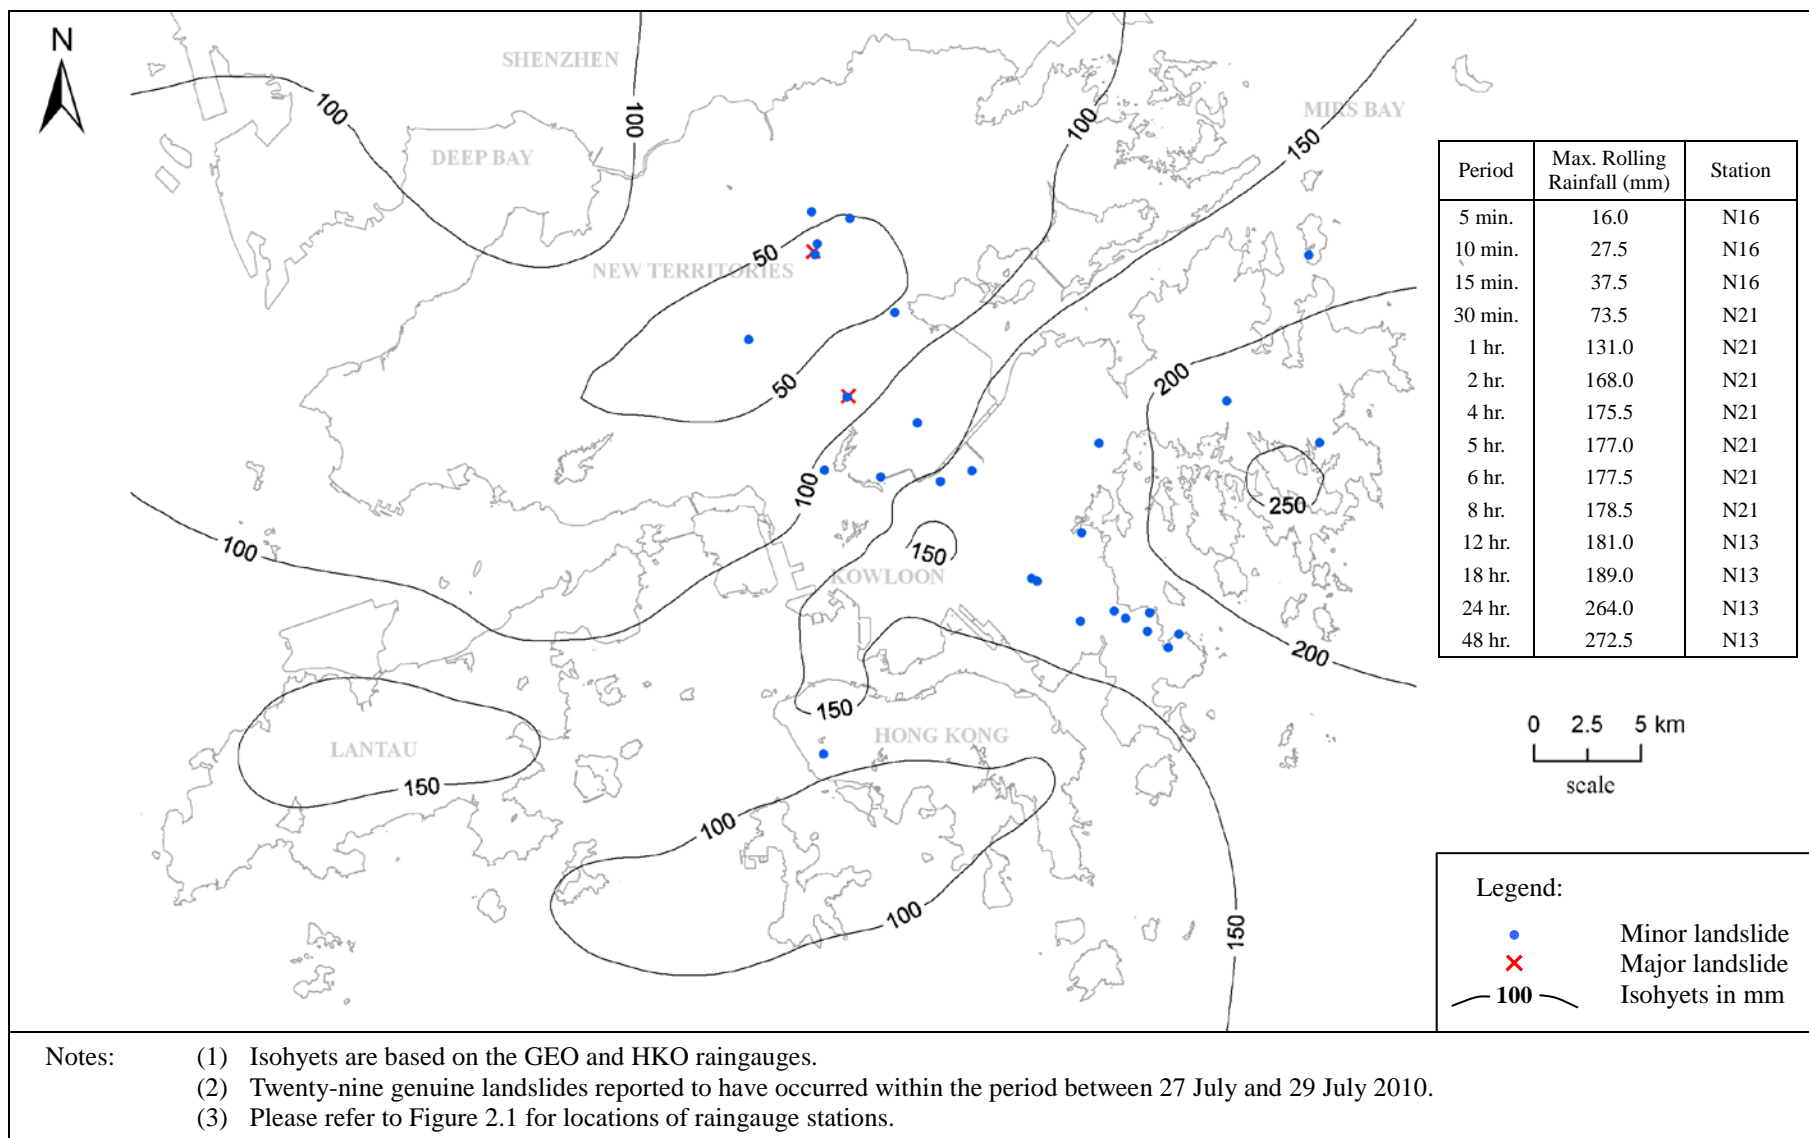 N
SHENZHEN
100
100
100
MIRS BAY
150
DEEP BAY
50
NEW TERRITORIES
50
200
100
250
100
150
KOWLOON
200
150
HONG KONG
LANTAU
150
100
100
150
Period Max. Rolling Rainfall (mm) Station
5 min. 16.0 N16
10 min. 27.5 N16
15 min. 37.5 N16
30 min. 73.5 N21
1 hr. 131.0 N21
2 hr. 168.0 N21
4 hr. 175.5 N21
5 hr. 177.0 N21
6 hr. 177.5 N21
8 hr. 178.5 N21
12 hr. 181.0 N13
18 hr. 189.0 N13
24 hr. 264.0 N13
48 hr. 272.5 N13
0 2.5 5 km
scale
Legend:
Minor landslide
Major landslide
100 Isohyets in mm
Notes: (1) Isohyets are based on the GEO and HKO raingauges.
(2) Twenty-nine genuine landslides reported to have occurred within the period between 27 July and 29 July 2010.
(3) Please refer to Figure 2.1 for locations of raingauge stations.